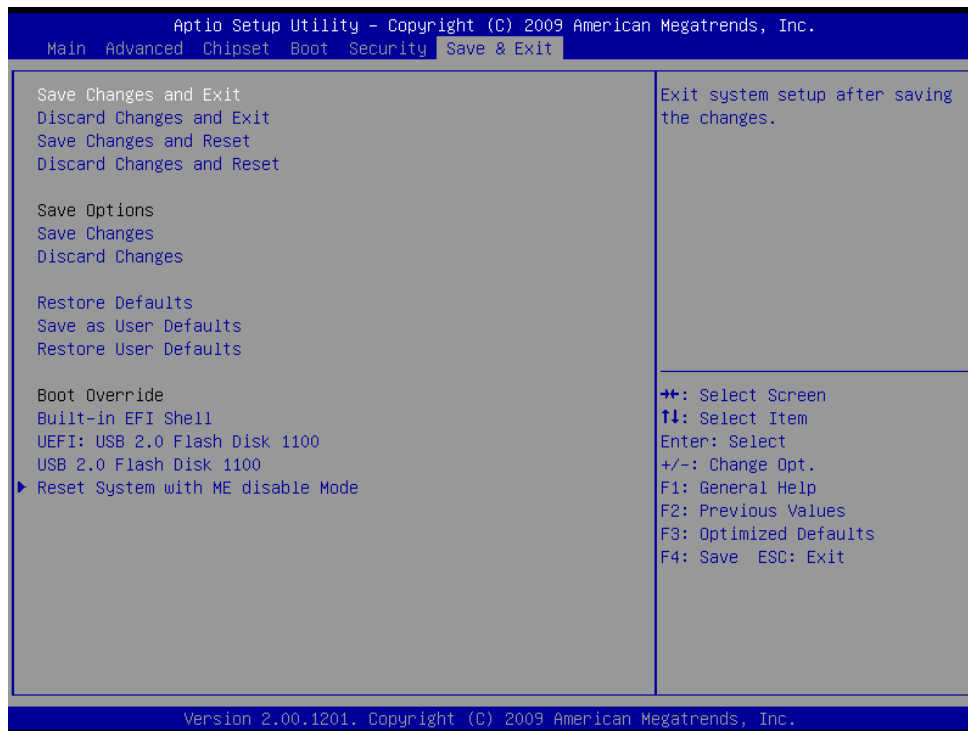 Aptio Setup Utility – Copyright (C) 2009 American Megatrends, Inc.
Main Advanced Chipset Boot Security Save & Exit
Save Changes and Exit
Discard Changes and Exit
Save Changes and Reset
Discard Changes and Reset
Save Options
Save Changes
Discard Changes
Restore Defaults
Save as User Defaults
Restore User Defaults
Boot Override
Built-in EFI Shell
UEFI: USB 2.0 Flash Disk 1100
USB 2.0 Flash Disk 1100
Reset System with ME disable Mode
Exit system setup after saving
the changes.
→←: Select Screen
↑↓: Select Item
Enter: Select
+/-: Change Opt.
F1: General Help
F2: Previous Values
F3: Optimized Defaults
F4: Save ESC: Exit
Version 2.00.1201. Copyright (C) 2009 American Megatrends, Inc.